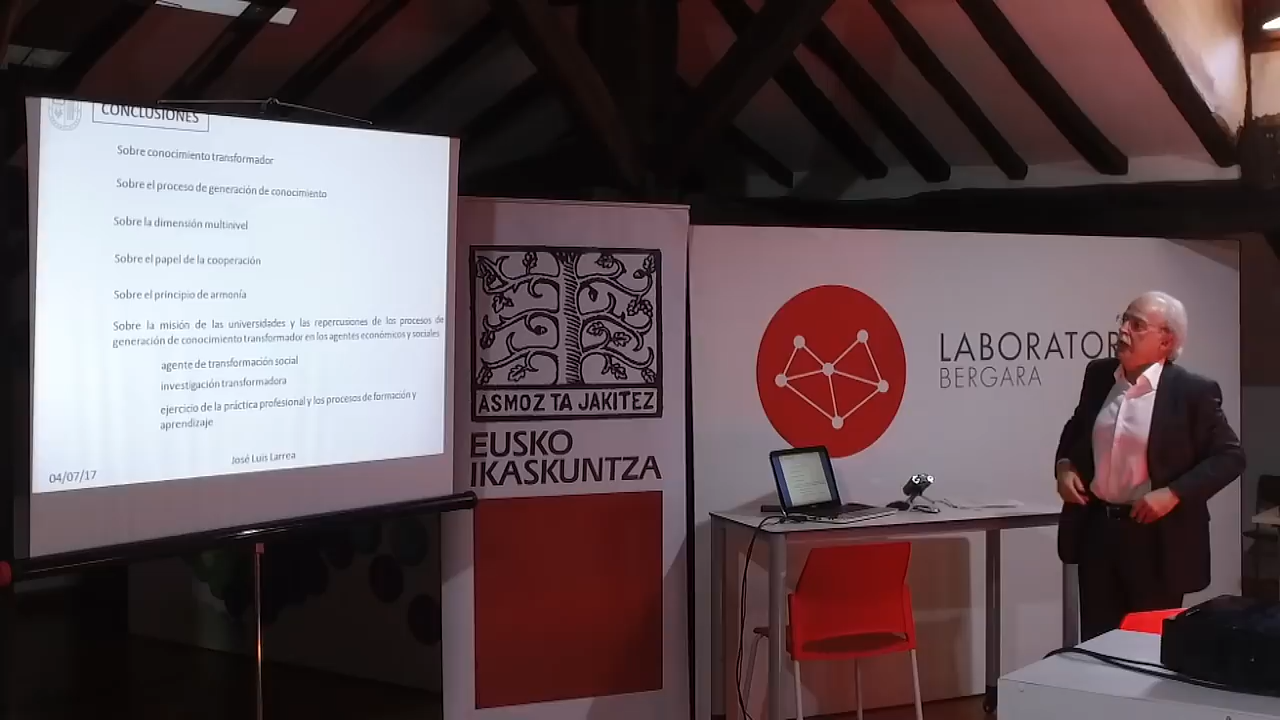 CONCLUSIONES
Sobre conocimiento transformador
Sobre el proceso de generación de conocimiento
Sobre la dimensión multinivel
Sobre el papel de la cooperación
Sobre el principio de armonía
Sobre la misión de las universidades y las repercusiones de los procesos de
generación de conocimiento transformador en los agentes económicos y sociales
agente de transformación social
investigación transformadora
ejercicio de la práctica profesional y los procesos de formación y
aprendizaje
José Luis Larrea
04/07/17
ASMOZ TA JAKITEZ
EUSKO
IKASKUNTZA
LABORATOR
BERGARA